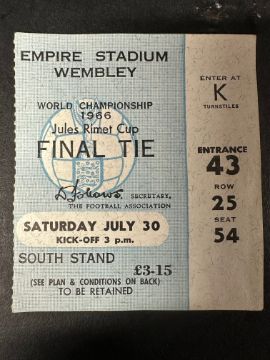 EMPIRE STADIUM
WEMBLEY
WORLD CHAMPIONSHIP
1966
Jules Rimet Cup
FINAL TIE
SECRETARY,
THE FOOTBALL ASSOCIATION
SATURDAY JULY 30
KICK-OFF 3 p.m.
SOUTH STAND
£3-15
(SEE PLAN & CONDITIONS ON BACK)
TO BE RETAINED
ENTER AT
K
TURNSTILES
ENTRANCE
43
ROW
25
SEAT
54